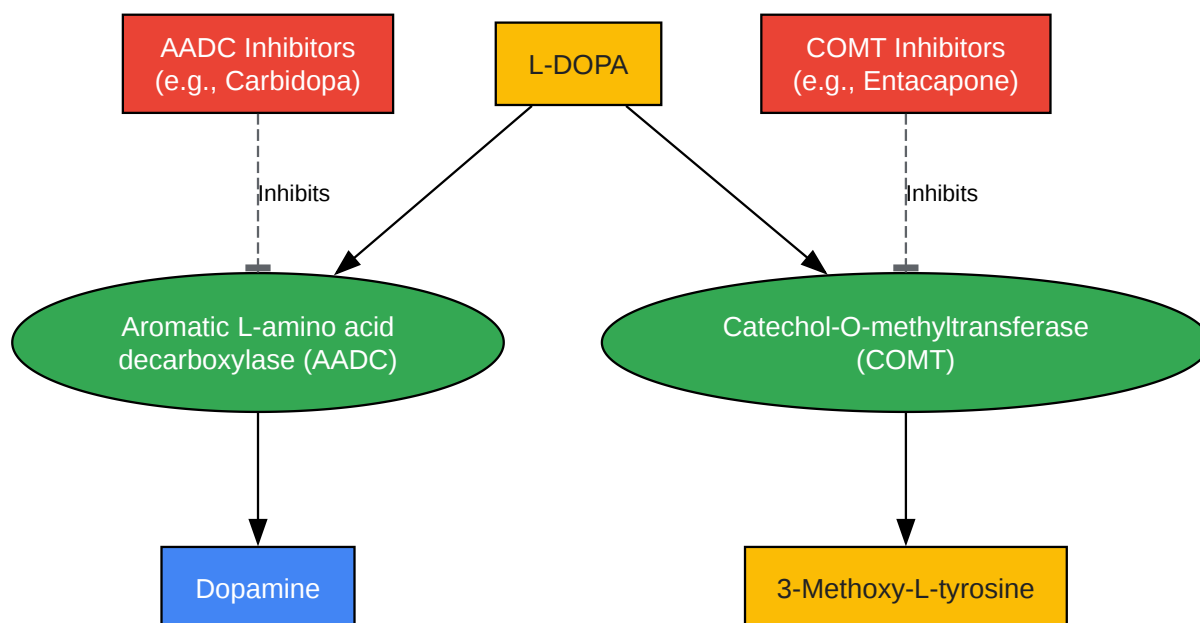 AADC Inhibitors
(e.g., Carbidopa)
L-DOPA
COMT Inhibitors
(e.g., Entacapone)
Inhibits
Inhibits
Aromatic L-amino acid
decarboxylase (AADC)
Catechol-O-methyltransferase
(COMT)
Dopamine
3-Methoxy-L-tyrosine